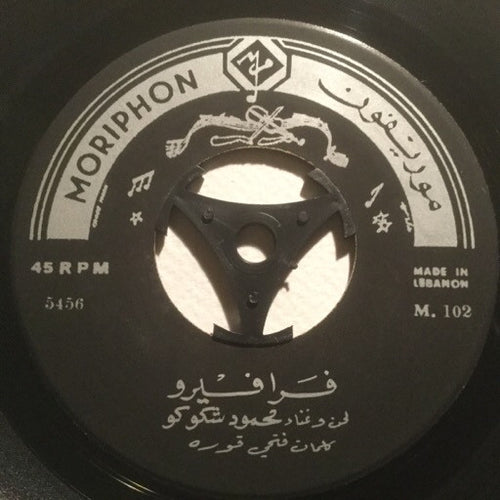 MORIPHON
موريفون
45 RPM
MADE IN
LEBANON
5456
M. 102
فرافيرو
لحن وغناء محمود شكوكو
كلمات فتحي قوره